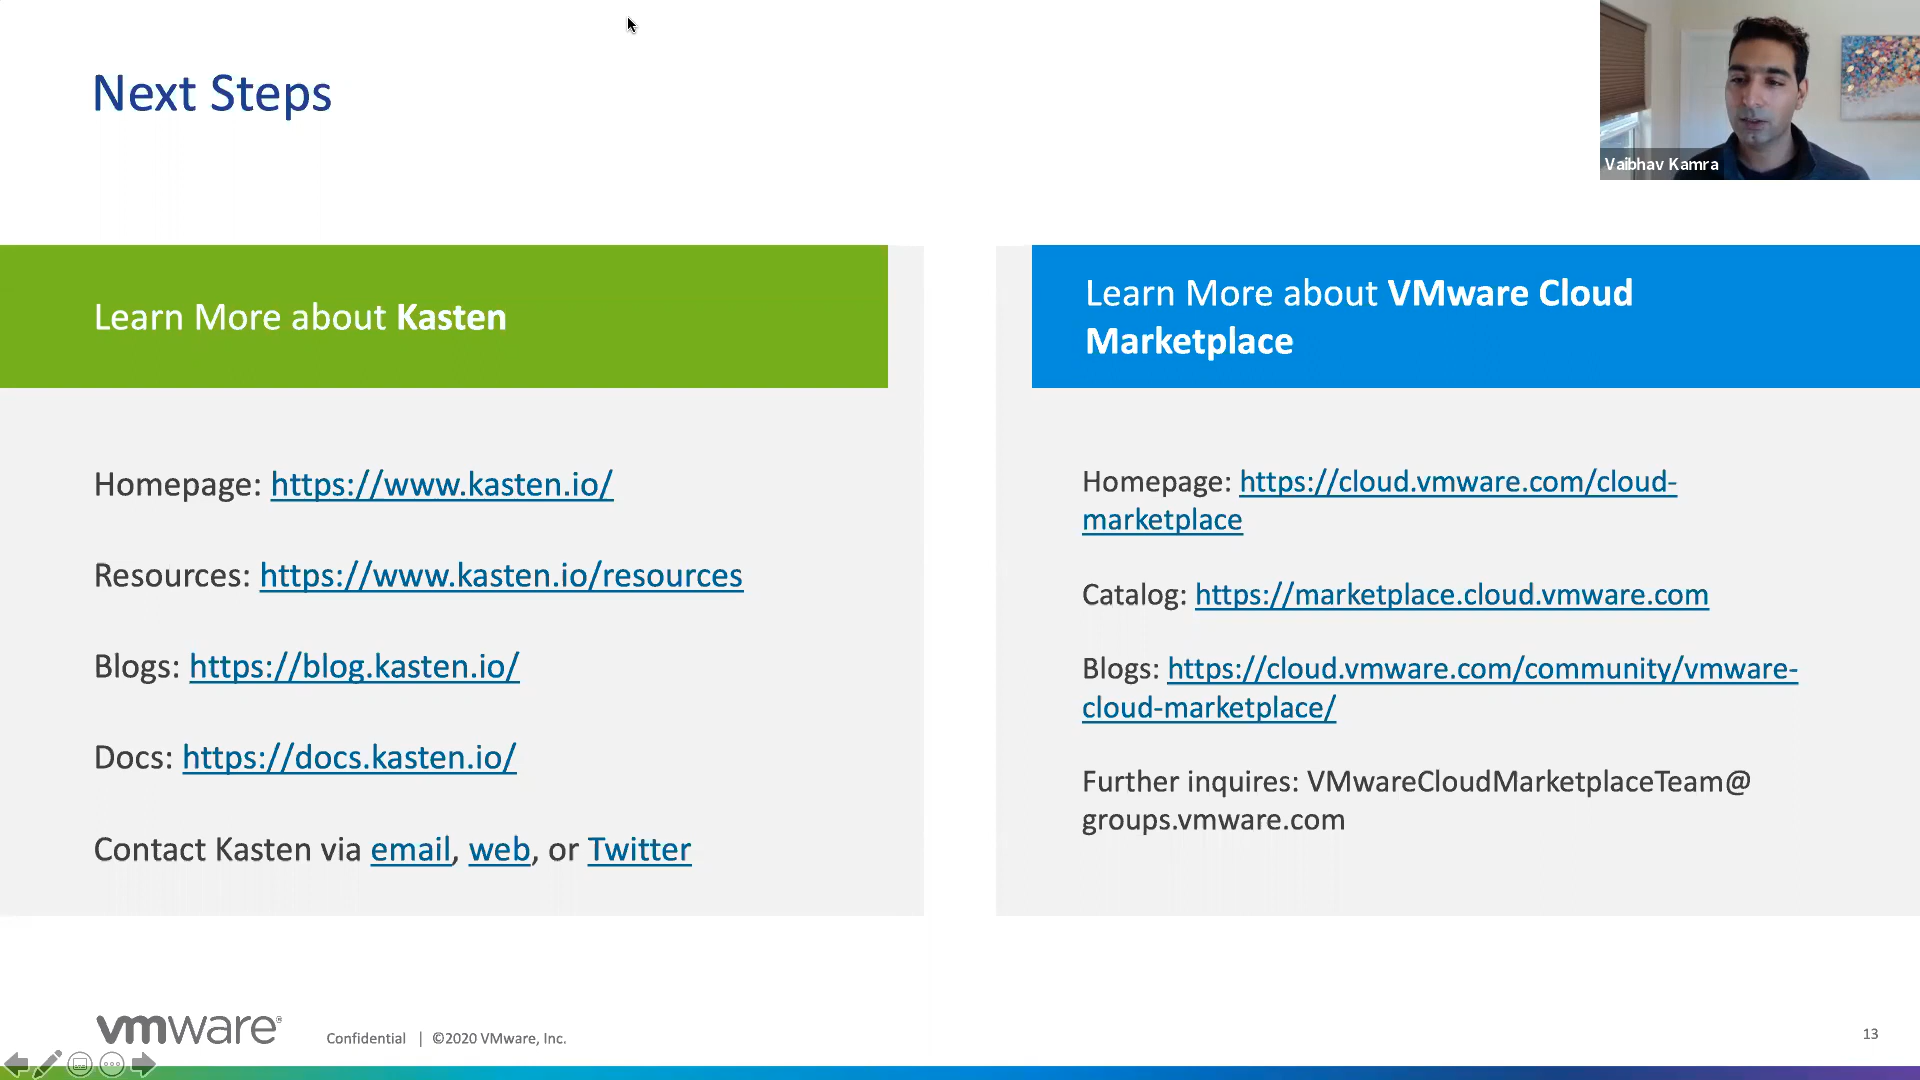 Next Steps
Vaibhav Kamra
Learn More about Kasten
Homepage: https://www.kasten.io/
Resources: https://www.kasten.io/resources
Blogs: https://blog.kasten.io/
Docs: https://docs.kasten.io/
Contact Kasten via email, web, or Twitter
Learn More about VMware Cloud
Marketplace
Homepage: https://cloud.vmware.com/cloud-
marketplace
Catalog: https://marketplace.cloud.vmware.com
Blogs: https://cloud.vmware.com/community/vmware-
cloud-marketplace/
Further inquires: VMwareCloudMarketplaceTeam@
groups.vmware.com
vmware®
Confidential | ©2020 VMware, Inc.
13